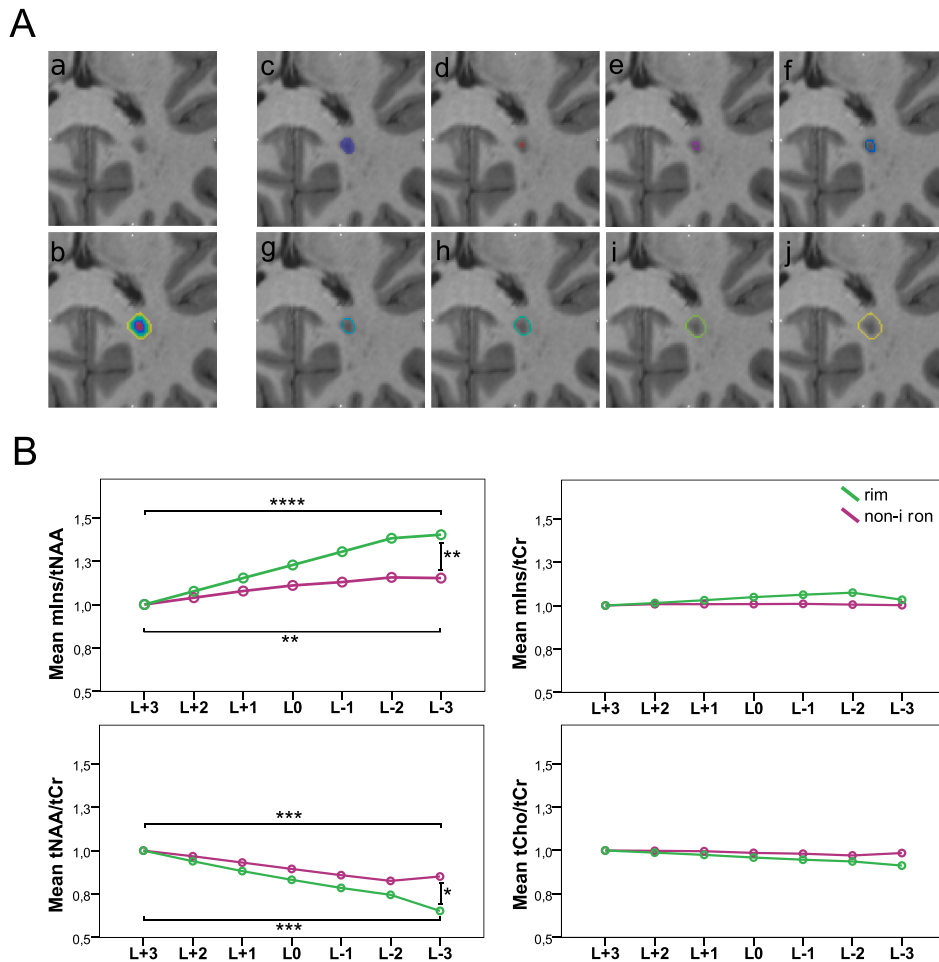 A
a
c
d
e
f
b
g
h
i
j
B
Mean mIns/tNAA
1,5
1,3
1,0
0,8
0,5
****
**
**
L+3 L+2 L+1 L0 L-1 L-2 L-3
Mean mIns/tCr
1,5
1,3
1,0
0,8
0,5
rim
non-i ron
L+3 L+2 L+1 L0 L-1 L-2 L-3
Mean tNAA/tCr
1,5
1,3
1,0
0,8
0,5
***
*
***
L+3 L+2 L+1 L0 L-1 L-2 L-3
Mean tCho/tCr
1,5
1,3
1,0
0,8
0,5
L+3 L+2 L+1 L0 L-1 L-2 L-3